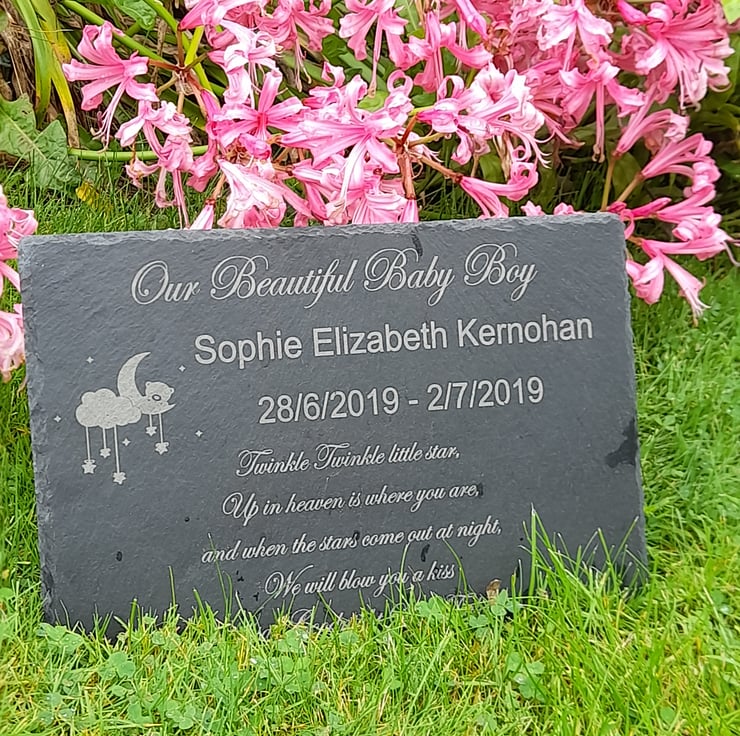 Our Beautiful Baby Boy
Sophie Elizabeth Kernohan
28/6/2019 - 2/7/2019
Twinkle Twinkle little star,
Up in heaven is where you are,
and when the stars come out at night,
We will blow you a kiss